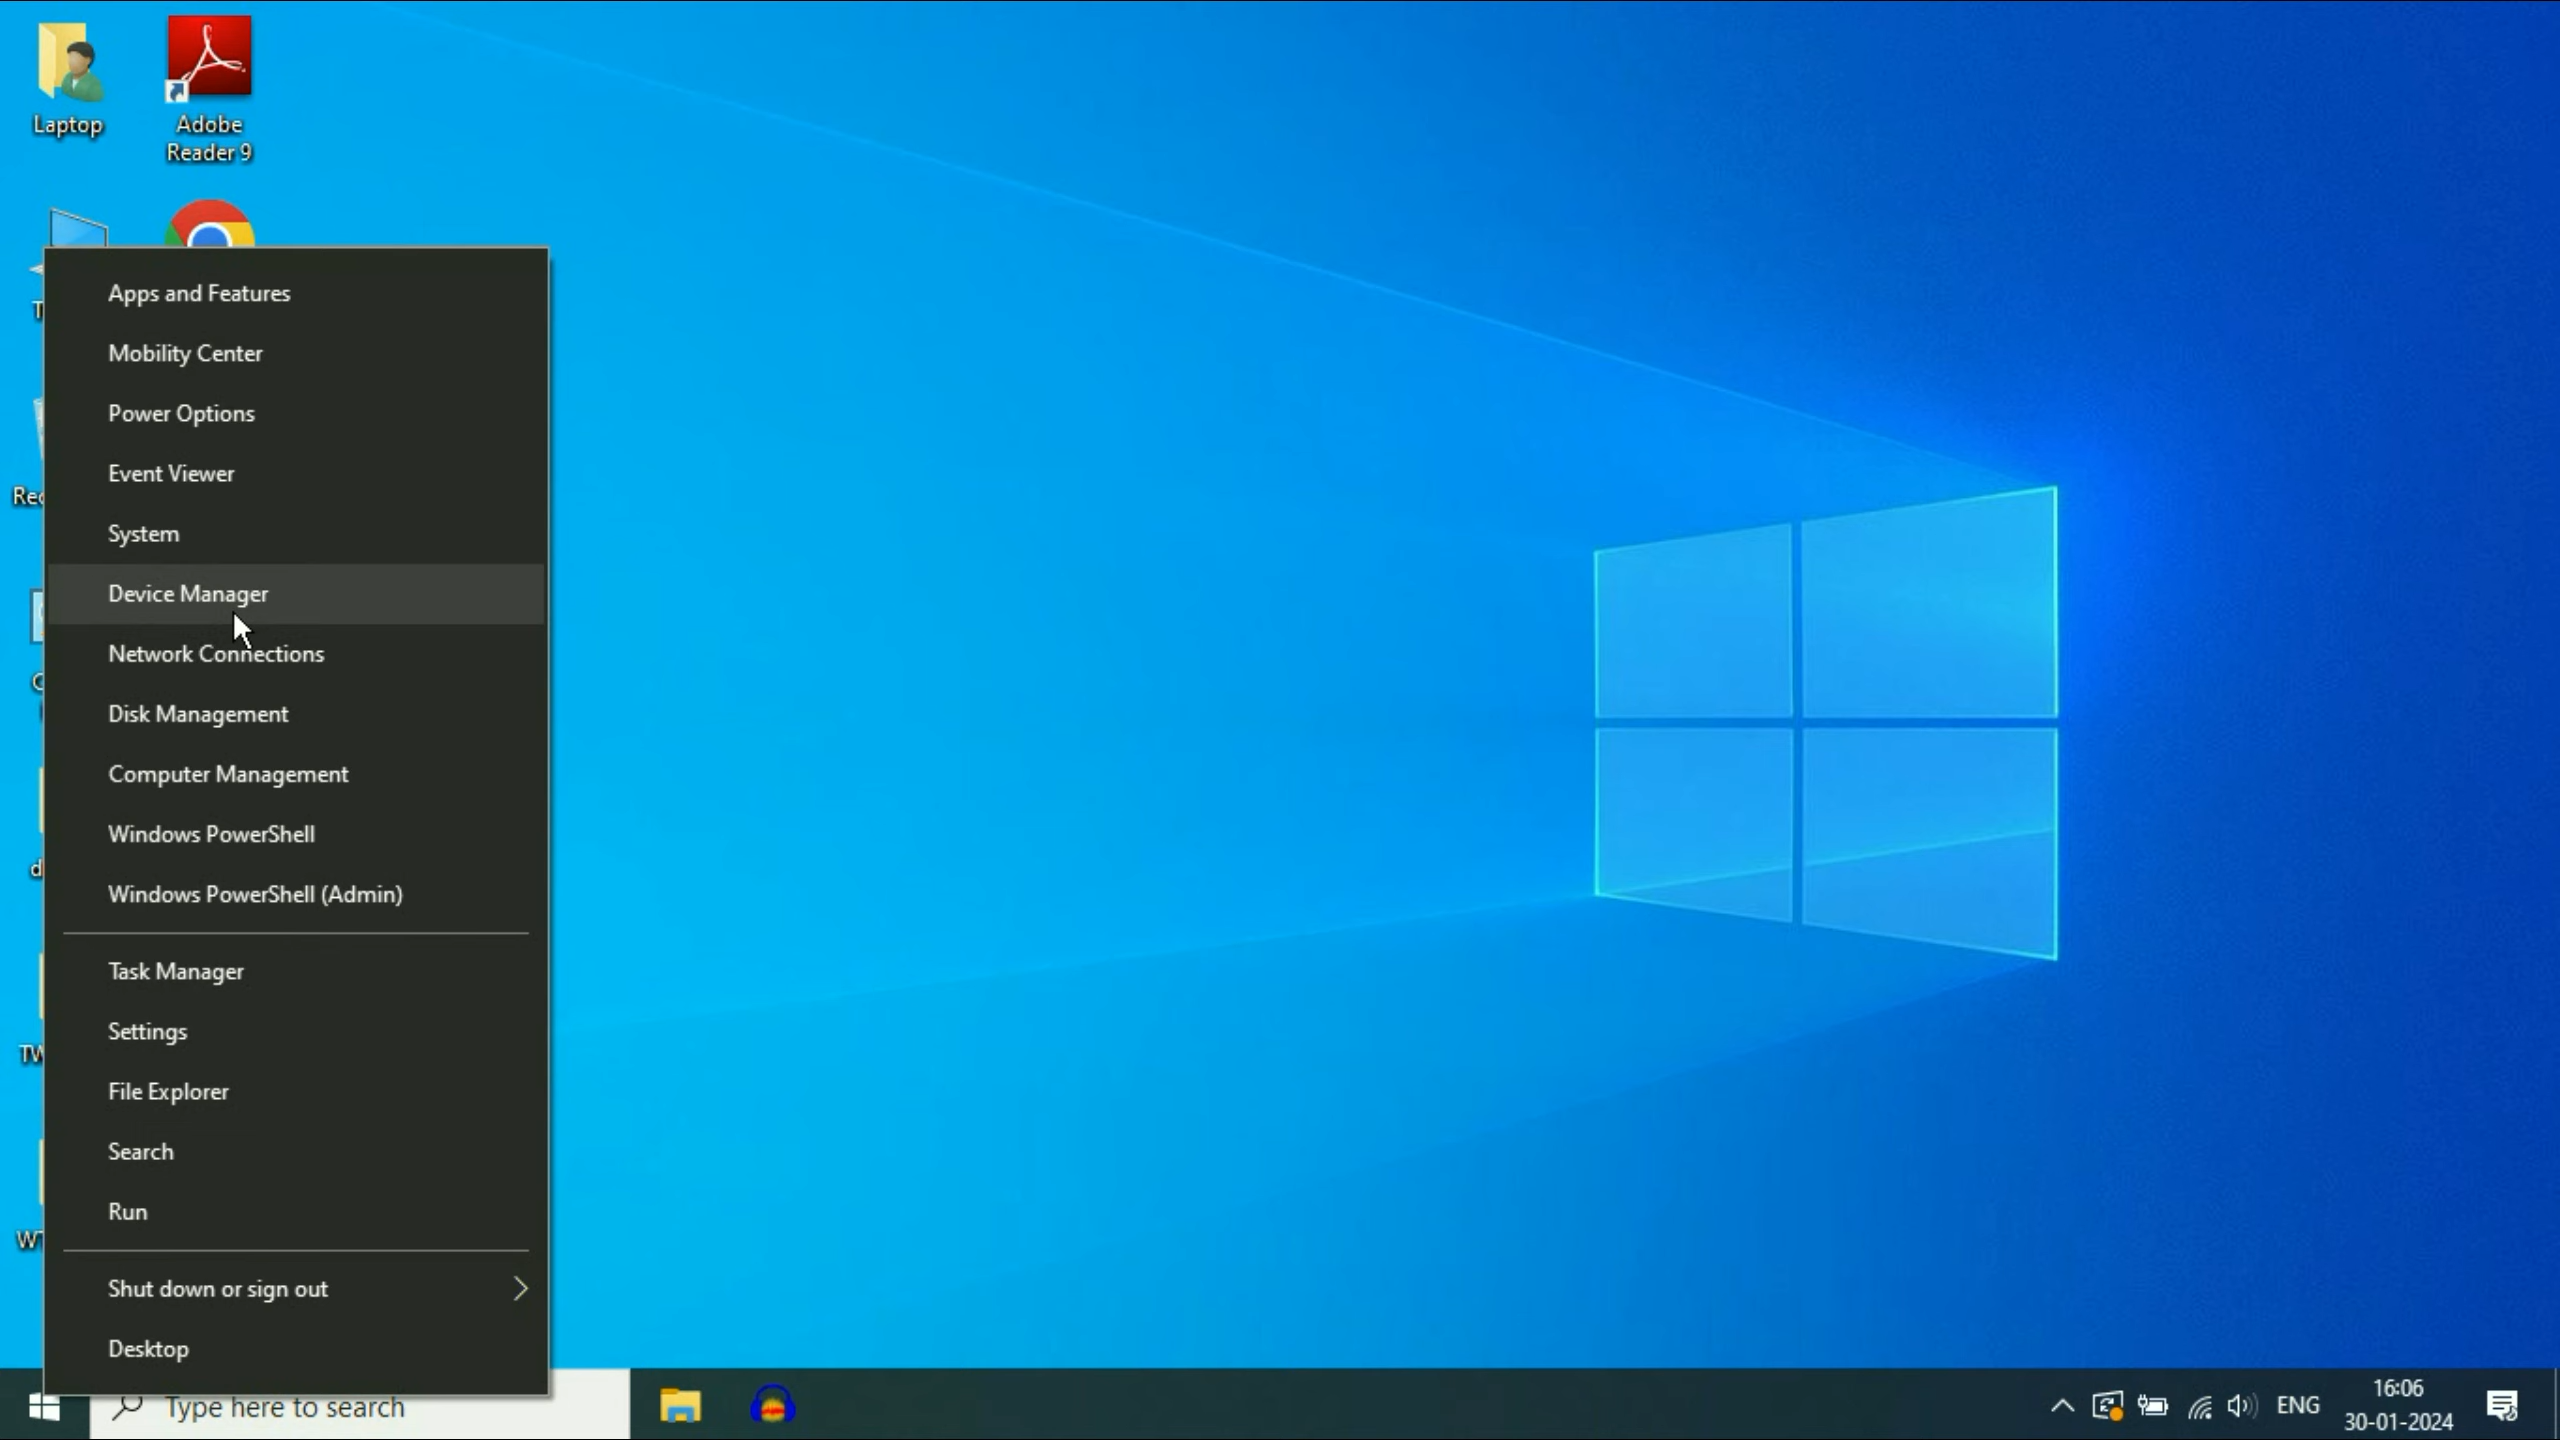 Laptop
Adobe
Reader 9
Apps and Features
Mobility Center
Power Options
Event Viewer
System
Device Manager
Network Connections
Disk Management
Computer Management
Windows PowerShell
Windows PowerShell (Admin)
Task Manager
Settings
File Explorer
Search
Run
Shut down or sign out
Desktop
Type here to search
ENG
16:06
30-01-2024